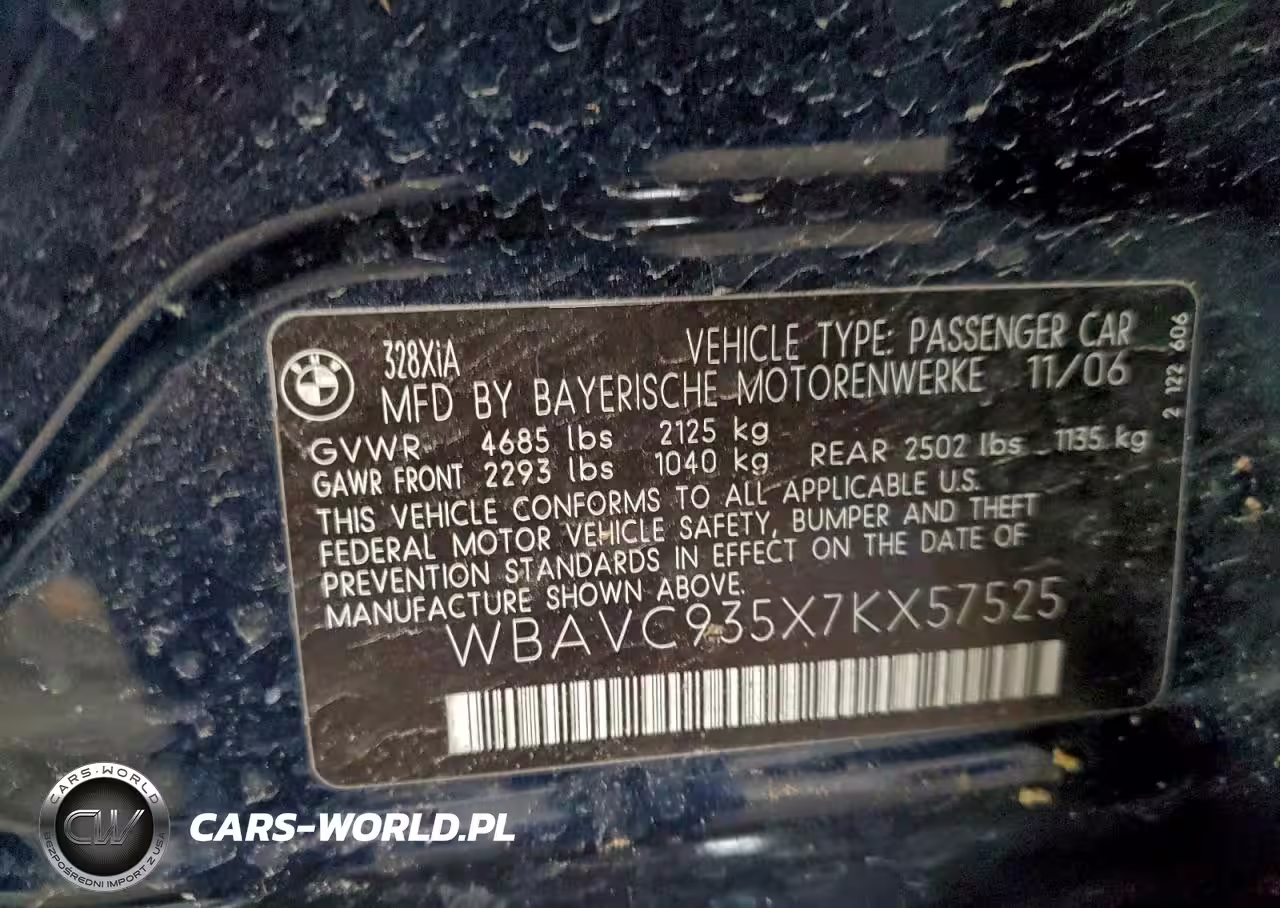 328XiA
VEHICLE TYPE: PASSENGER CAR
MFD BY BAYERISCHE MOTORENWERKE 11/06
GVWR 4685 lbs 2125 kg
GAWR FRONT 2293 lbs 1040 kg REAR 2502 lbs 1135 kg
THIS VEHICLE CONFORMS TO ALL APPLICABLE U.S.
FEDERAL MOTOR VEHICLE SAFETY, BUMPER AND THEFT
PREVENTION STANDARDS IN EFFECT ON THE DATE OF
MANUFACTURE SHOWN ABOVE.
WBAVC935X7KX57525
2 122 606
CARS-WORLD
CW
BEZPOŚREDNI IMPORT Z USA
CARS-WORLD.PL